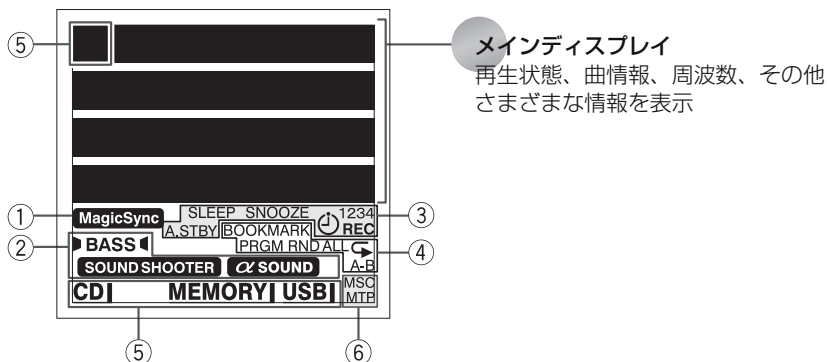 ⑤
メインディスプレイ
再生状態、曲情報、周波数、その他
さまざまな情報を表示
① MagicSync SLEEP SNOOZE 1234 ③
A.STBY BOOKMARK REC
② BASS PRGM RND ALL ④
SOUND SHOOTER α SOUND A-B
CD MEMORY USB MSC
MTP
⑤ ⑥